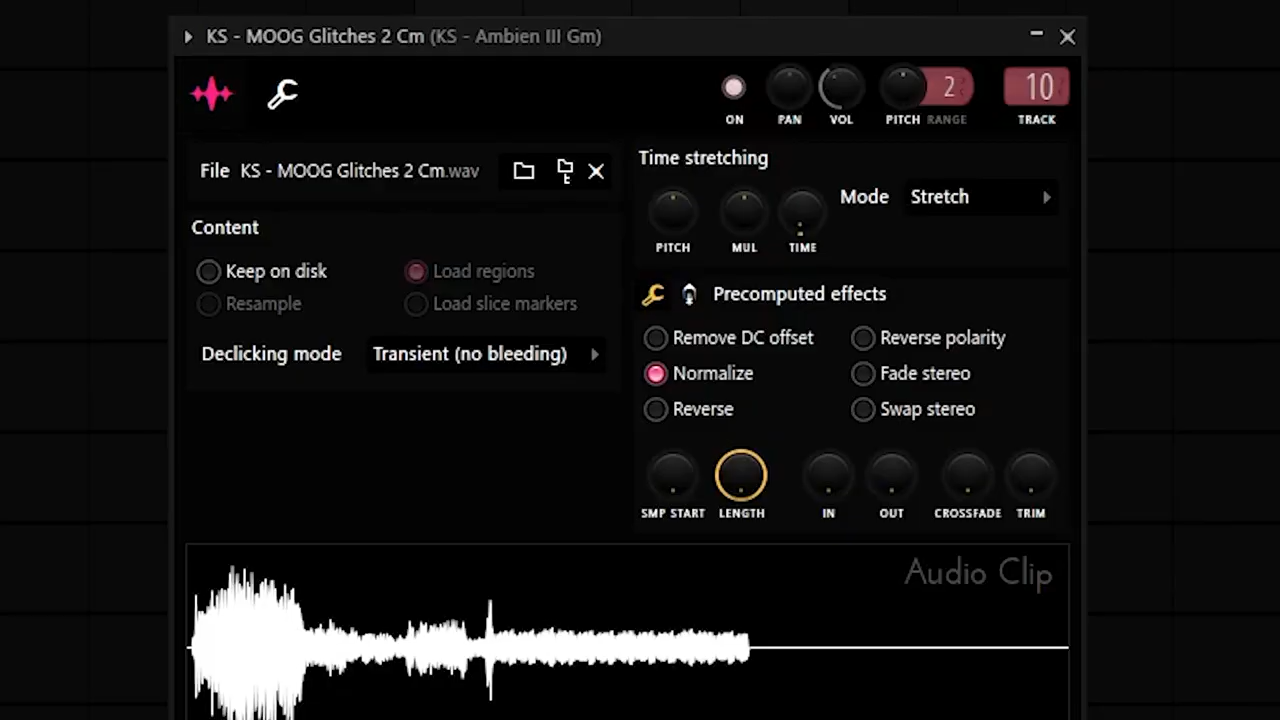 KS - MOOG Glitches 2 Cm (KS - Ambien III Gm)
2
10
ON
PAN
VOL
PITCH
RANGE
TRACK
File KS - MOOG Glitches 2 Cm.wav
Content
Keep on disk
Load regions
Resample
Load slice markers
Declicking mode
Transient (no bleeding)
Time stretching
Mode
Stretch
PITCH
MUL
TIME
Precomputed effects
Remove DC offset
Reverse polarity
Normalize
Fade stereo
Reverse
Swap stereo
SMP START
LENGTH
IN
OUT
CROSSFADE
TRIM
Audio Clip